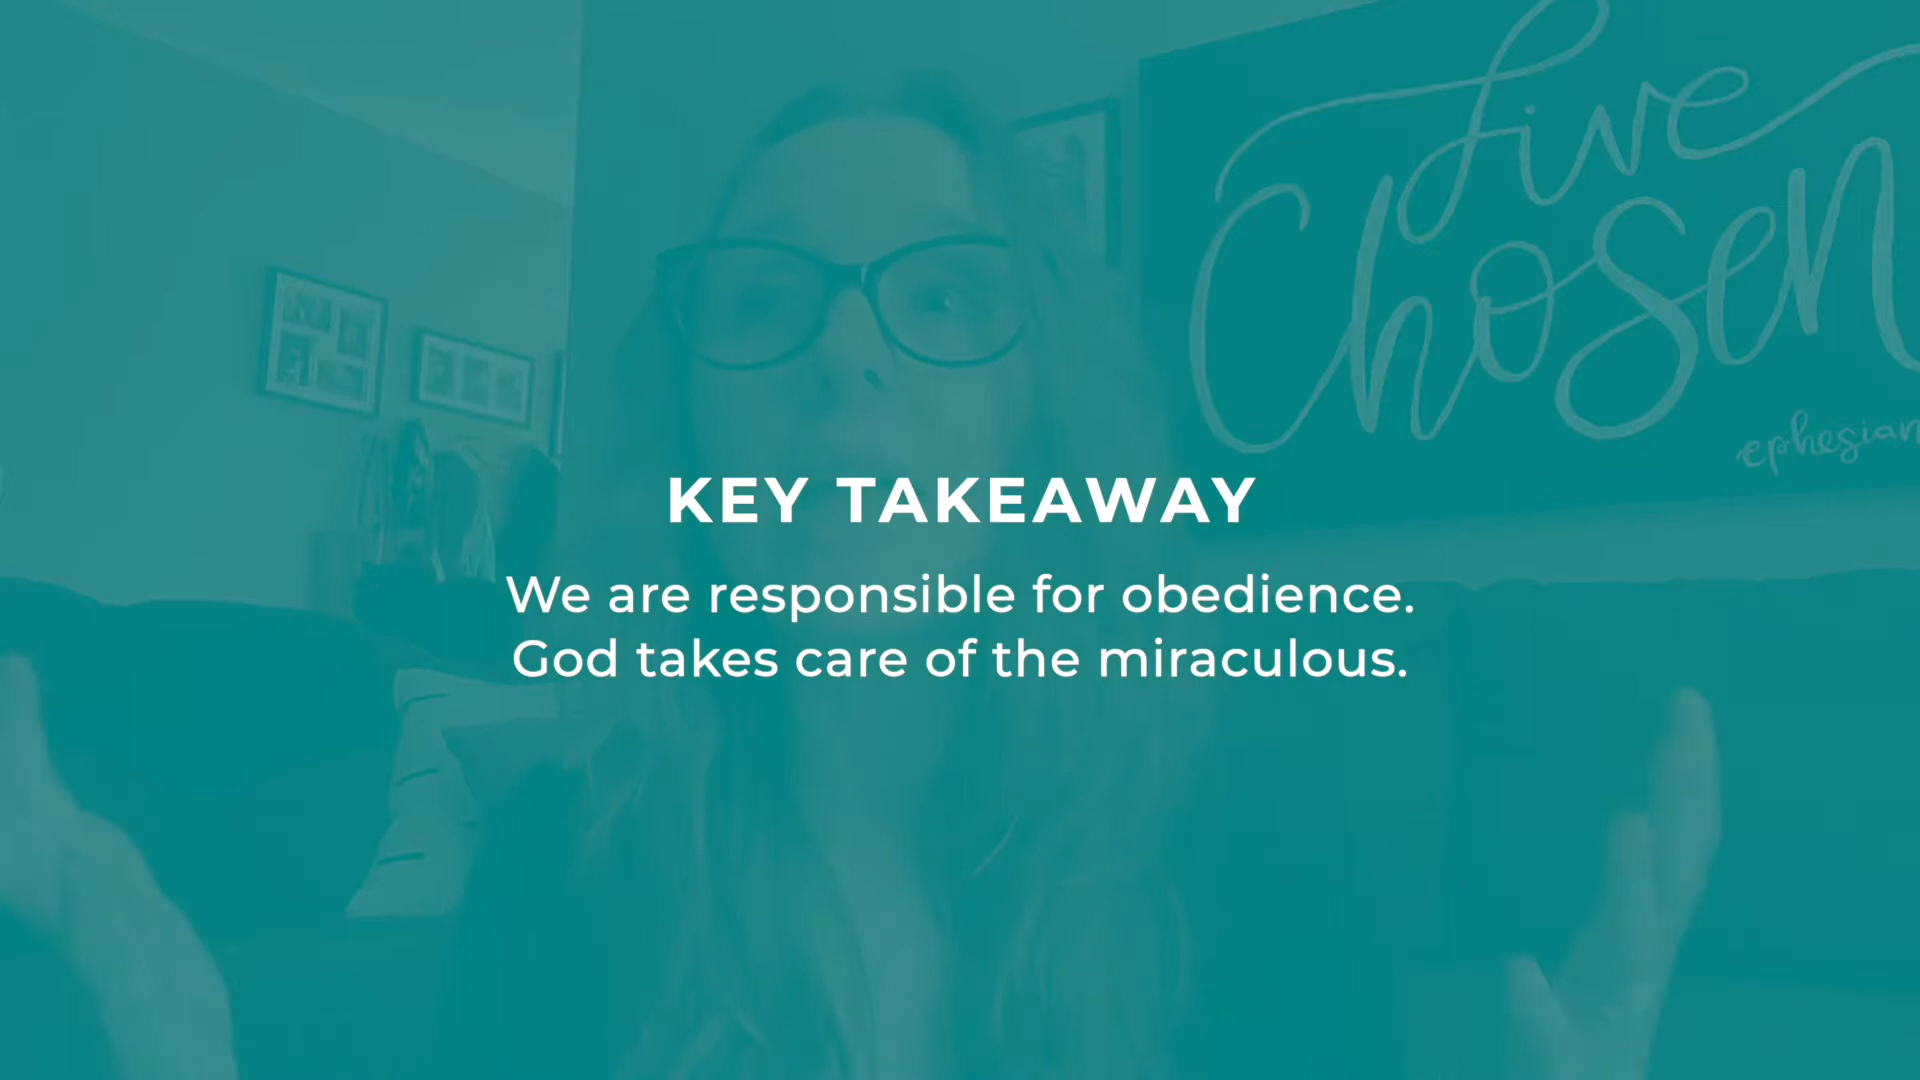 Live
Chosen
ephesian
KEY TAKEAWAY
We are responsible for obedience.
God takes care of the miraculous.